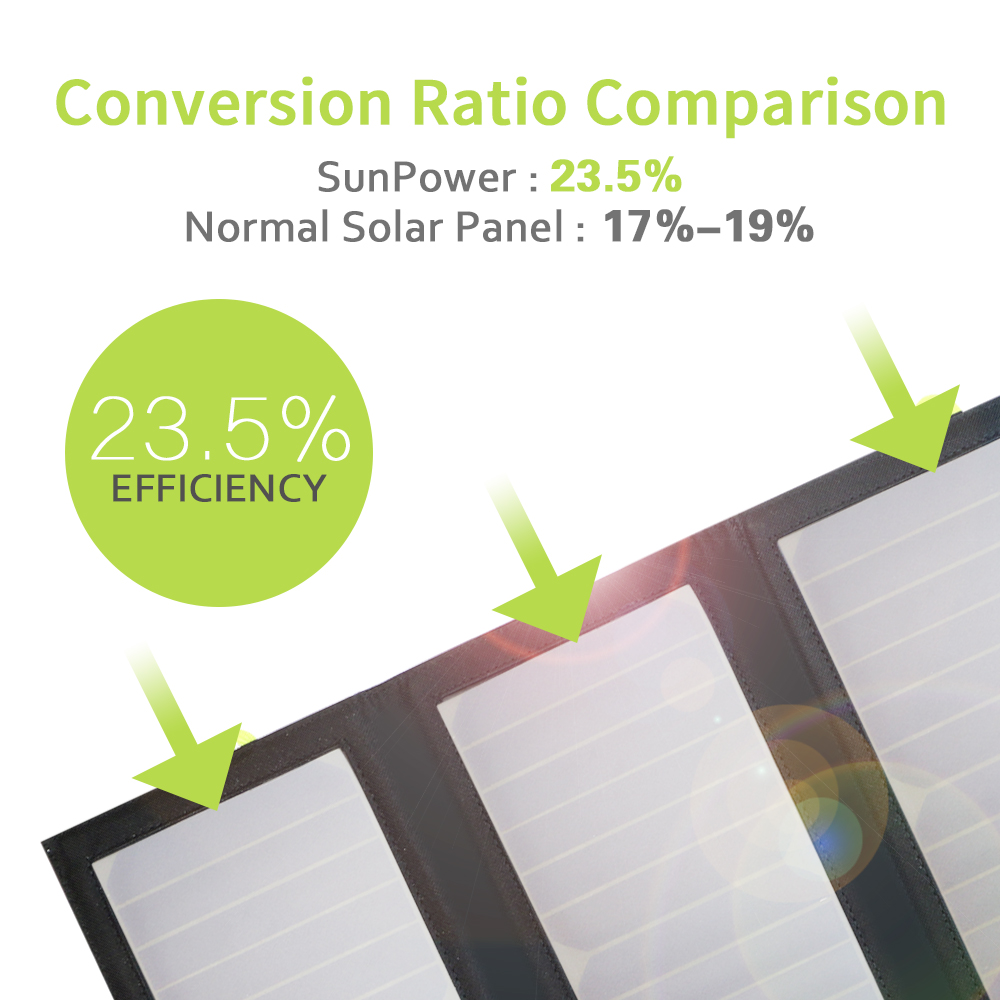 Conversion Ratio Comparison
SunPower : 23.5%
Normal Solar Panel : 17%–19%
23.5%
EFFICIENCY